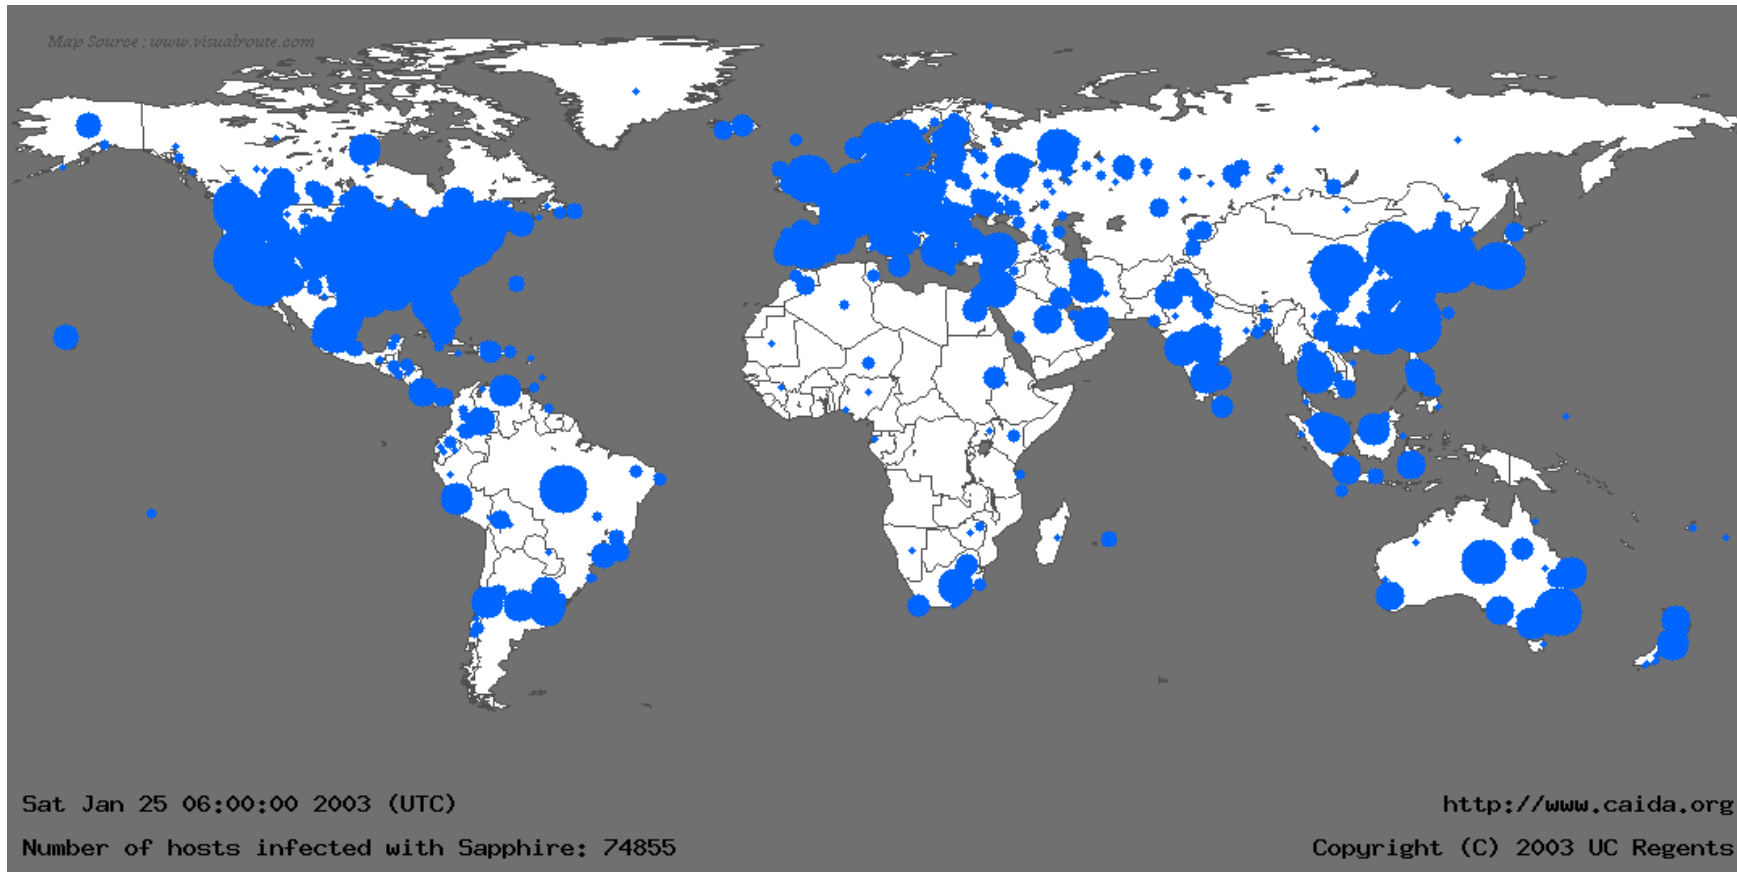 Map Source : www.visualroute.com
Sat Jan 25 06:00:00 2003 (UTC)
http://www.caida.org
Number of hosts infected with Sapphire: 74855
Copyright (C) 2003 UC Regents